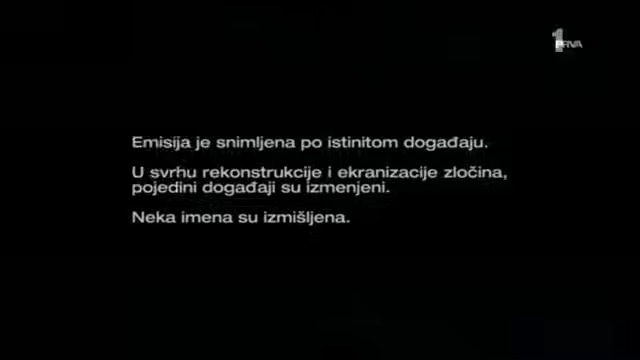 1
PRVA
Emisija je snimljena po istinitom događaju.
U svrhu rekonstrukcije i ekranizacije zločina,
pojedini događaji su izmenjeni.
Neka imena su izmišljena.